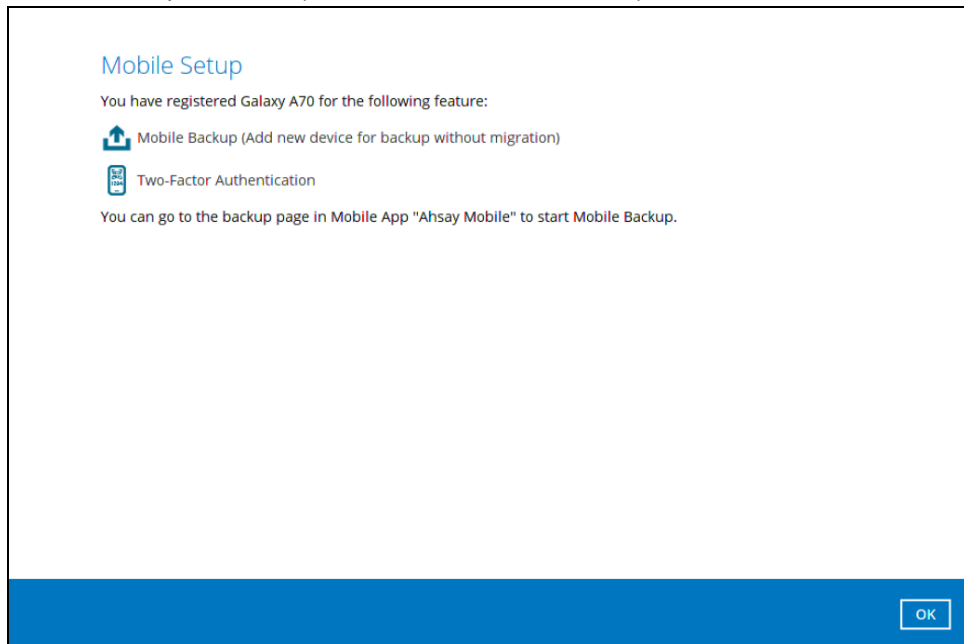 Mobile Setup
You have registered Galaxy A70 for the following feature:
Mobile Backup (Add new device for backup without migration)
Two-Factor Authentication
You can go to the backup page in Mobile App "Ahsay Mobile" to start Mobile Backup.
OK